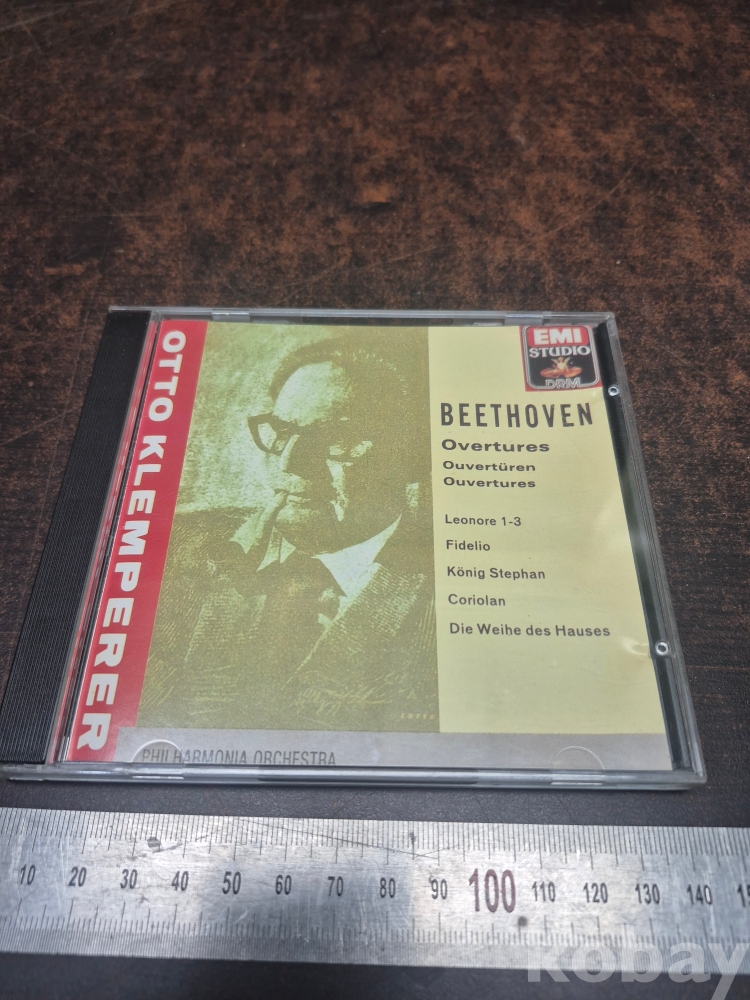 OTTO KLEMPERER
EMI
STUDIO
DRM
BEETHOVEN
Overtures
Ouvertüren
Ouvertures
Leonore 1-3
Fidelio
König Stephan
Coriolan
Die Weihe des Hauses
PHILHARMONIA ORCHESTRA
10 20 30 40 50 60 70 80 90 100 110 120 130 140
kobay